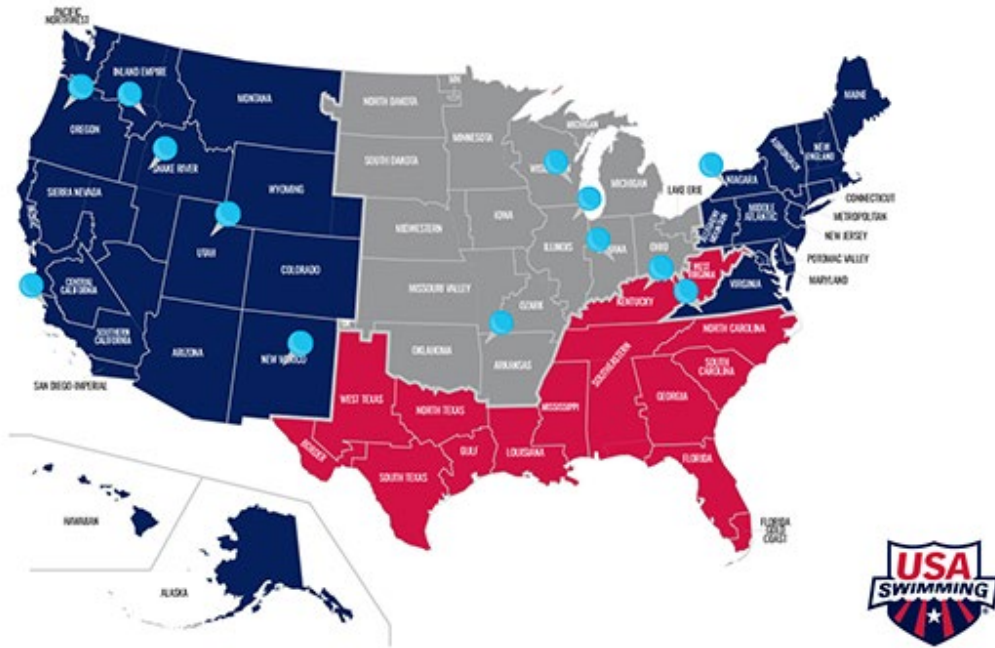 PACIFIC
NORTHWEST
INLAND EMPIRE
MONTANA
OREGON
SNAKE RIVER
WYOMING
SIERRA NEVADA
PACIFIC
UTAH
COLORADO
CENTRAL
CALIFORNIA
SOUTHERN
CALIFORNIA
ARIZONA
NEW MEXICO
SAN DIEGO-IMPERIAL
HAWAIIAN
ALASKA
NORTH DAKOTA
MN
MINNESOTA
SOUTH DAKOTA
MICHIGAN
MICHIGAN
IOWA
MIDWESTERN
ILLINOIS
OHIO
LAKE ERIE
MISSOURI VALLEY
OZARK
OKLAHOMA
ARKANSAS
KENTUCKY
WEST
VIRGINIA
WEST TEXAS
NORTH TEXAS
BORDER
SOUTH TEXAS
GULF
LOUISIANA
MISSISSIPPI
SOUTHEASTERN
NORTH CAROLINA
SOUTH
CAROLINA
GEORGIA
FLORIDA
FLORIDA
GOLD
COAST
MAINE
ADIRONDACK
NEW
ENGLAND
NIAGARA
MIDDLE
ATLANTIC
CONNECTICUT
METROPOLITAN
NEW JERSEY
POTOMAC VALLEY
MARYLAND
VIRGINIA
USA
SWIMMING